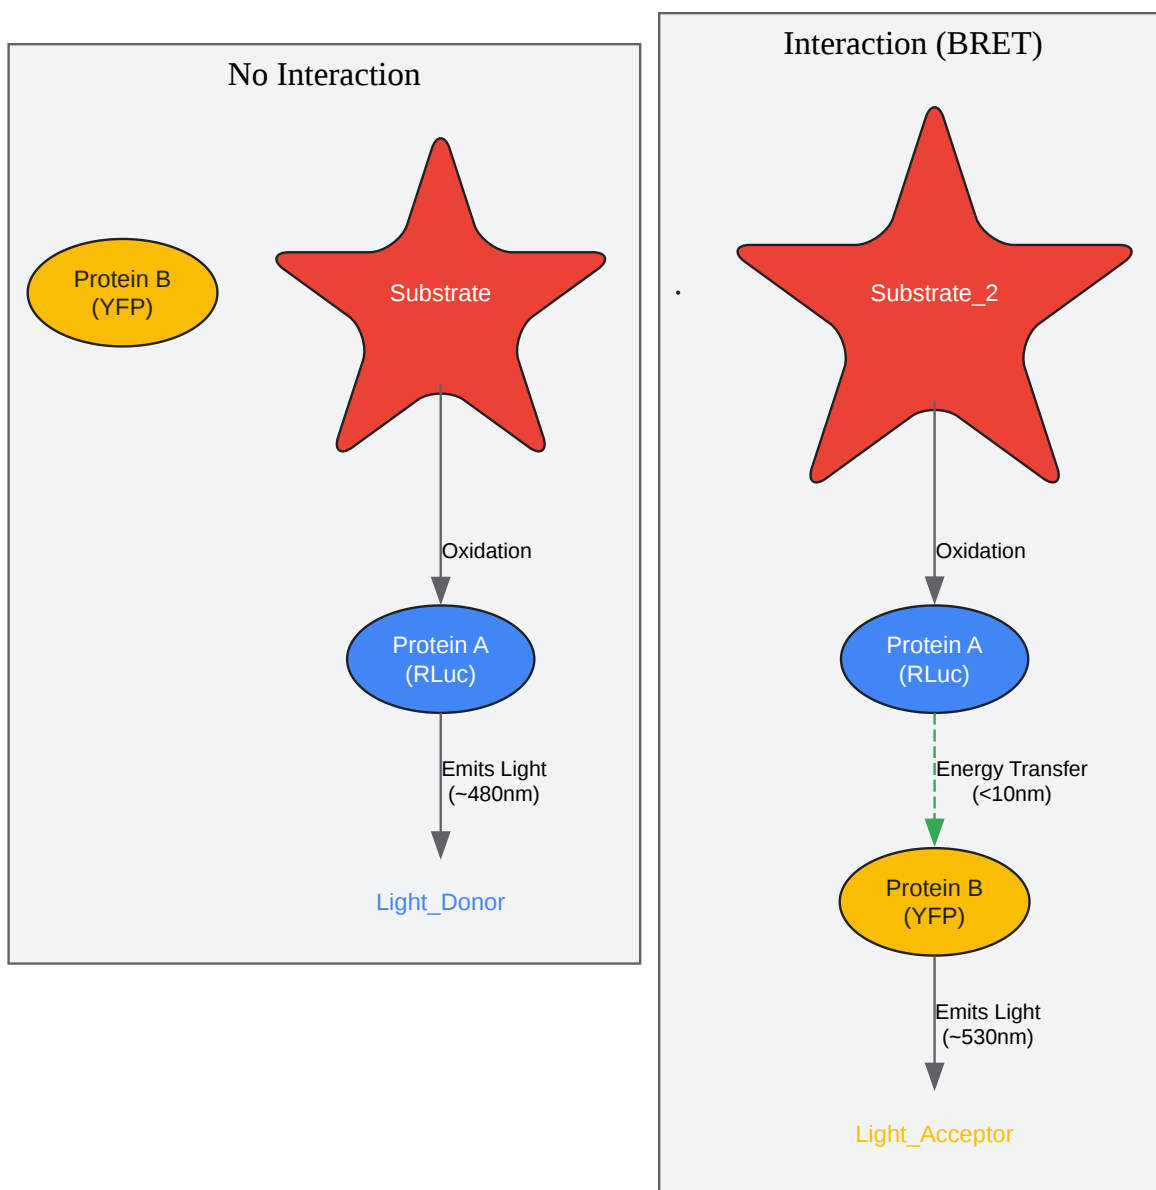 No Interaction
Protein B
(YFP)
Substrate
Oxidation
Protein A
(RLuc)
Emits Light
(~480nm)
Light_Donor
Interaction (BRET)
Substrate_2
Oxidation
Protein A
(RLuc)
Energy Transfer
(<10nm)
Protein B
(YFP)
Emits Light
(~530nm)
Light_Acceptor